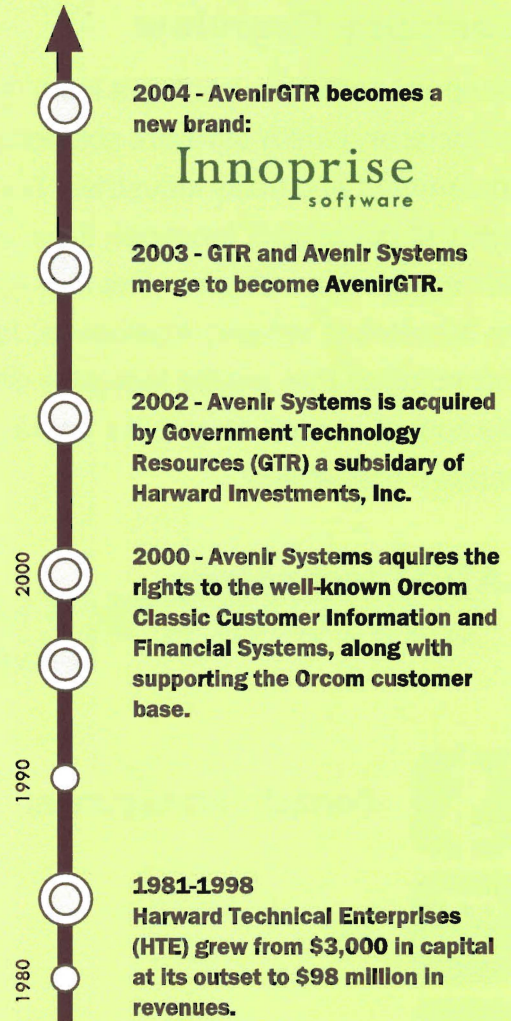 2004 - AvenirGTR becomes a
new brand:
Innoprise
software
2003 - GTR and Avenir Systems
merge to become AvenirGTR.
2002 - Avenir Systems is acquired
by Government Technology
Resources (GTR) a subsidary of
Harward Investments, Inc.
2000
2000 - Avenir Systems aquires the
rights to the well-known Orcom
Classic Customer Information and
Financial Systems, along with
supporting the Orcom customer
base.
1990
1981-1998
Harward Technical Enterprises
(HTE) grew from $3,000 in capital
at its outset to $98 million in
revenues.
1980